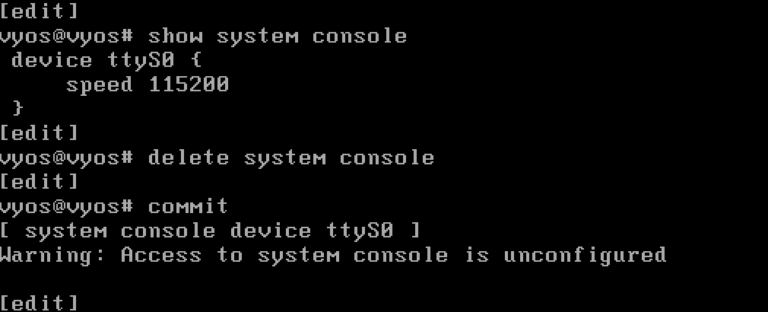 [edit]
vyos@vyos# show system console
 device ttyS0 {
     speed 115200
 }
[edit]
vyos@vyos# delete system console
[edit]
vyos@vyos# commit
[ system console device ttyS0 ]
Warning: Access to system console is unconfigured

[edit]